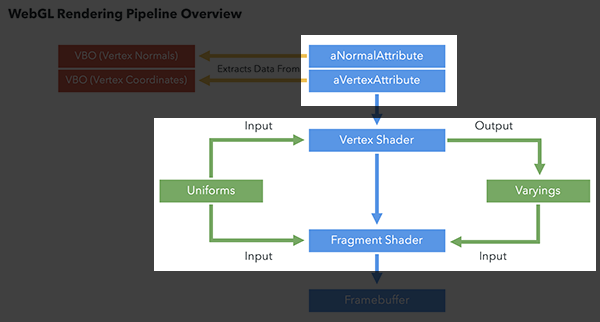 WebGL Rendering Pipeline Overview
VBO (Vertex Normals)
aNormalAttribute
Extracts Data From
VBO (Vertex Coordinates)
aVertexAttribute
Input
Vertex Shader
Output
Uniforms
Varyings
Input
Fragment Shader
Input
Framebuffer